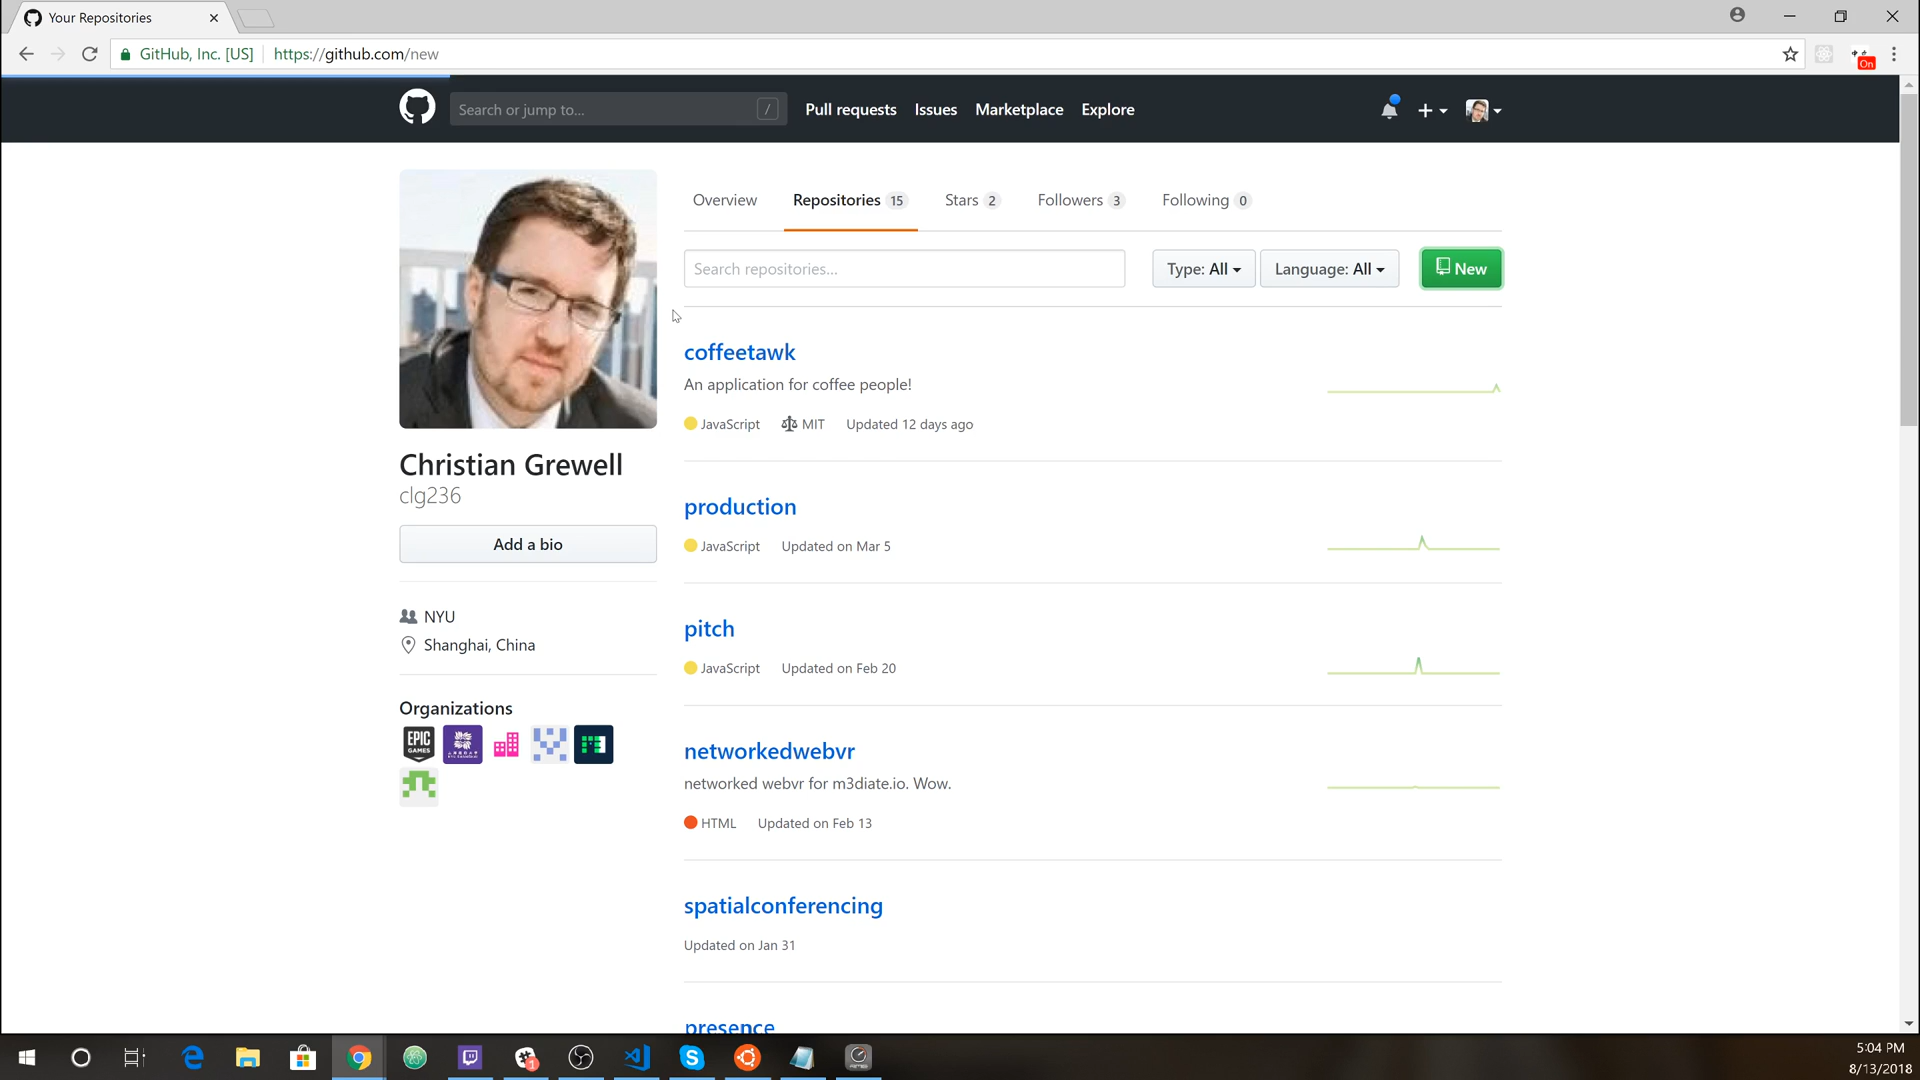 Your Repositories
GitHub, Inc. [US] https://github.com/new
On
Search or jump to... /
Pull requests Issues Marketplace Explore
Overview Repositories 15 Stars 2 Followers 3 Following 0
Search repositories... Type: All Language: All New
coffeetawk
An application for coffee people!
JavaScript MIT Updated 12 days ago
Christian Grewell
clg236
Add a bio
NYU
Shanghai, China
Organizations
EPIC
GAMES
production
JavaScript Updated on Mar 5
pitch
JavaScript Updated on Feb 20
networkedwebvr
networked webvr for m3diate.io. Wow.
HTML Updated on Feb 13
spatialconferencing
Updated on Jan 31
presence
1
5:04 PM
8/13/2018